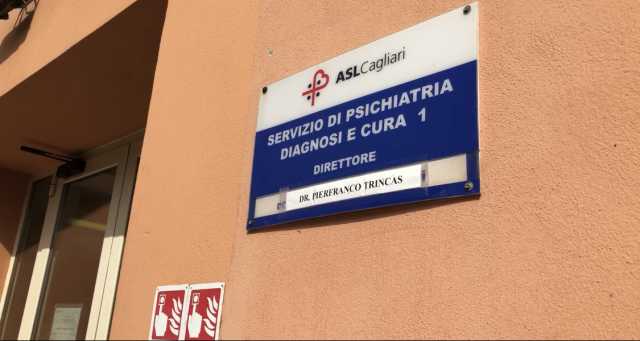 ASLCagliari
SERVIZIO DI PSICHIATRIA
DIAGNOSI E CURA 1
DIRETTORE
DR. PIERFRANCO TRINCAS